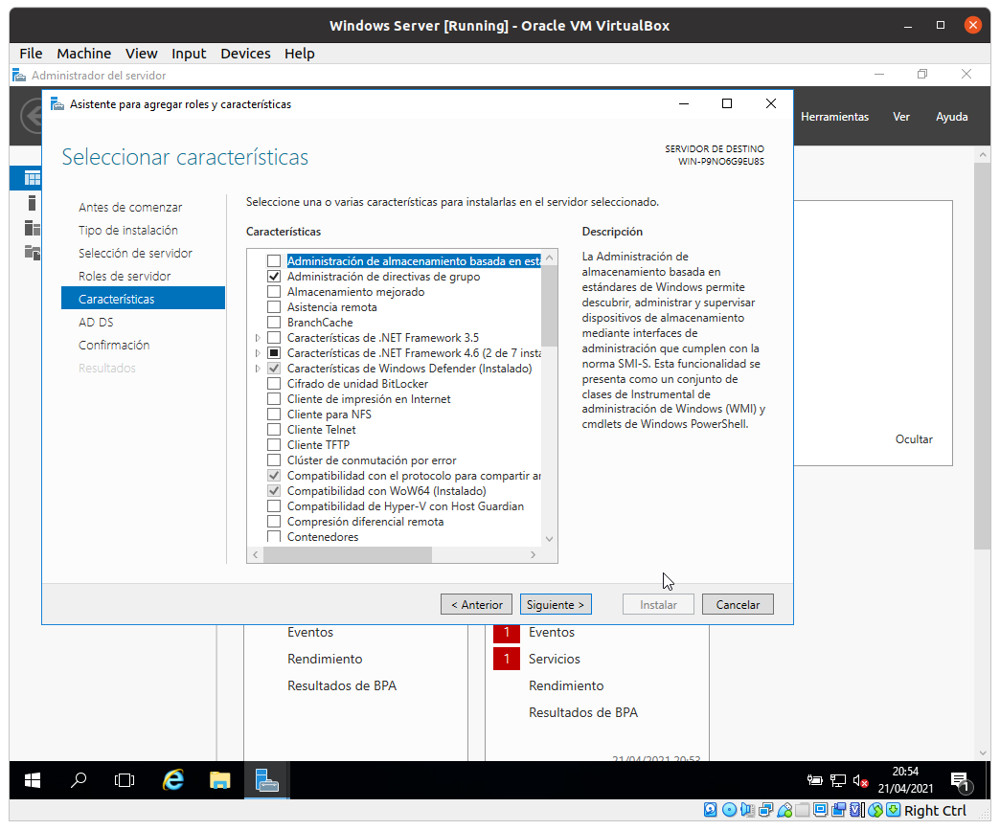 Windows Server [Running] - Oracle VM VirtualBox
File Machine View Input Devices Help
Administrador del servidor
Asistente para agregar roles y características
Herramientas Ver Ayuda
Seleccionar características
SERVIDOR DE DESTINO
WIN-P9NO6G9EU8S
Antes de comenzar
Tipo de instalación
Selección de servidor
Roles de servidor
Características
AD DS
Confirmación
Resultados
Seleccione una o varias características para instalarlas en el servidor seleccionado.
Características
Administración de almacenamiento basada en está
Administración de directivas de grupo
Almacenamiento mejorado
Asistencia remota
BranchCache
Características de .NET Framework 3.5
Características de .NET Framework 4.6 (2 de 7 insta
Características de Windows Defender (Instalado)
Cifrado de unidad BitLocker
Cliente de impresión en Internet
Cliente para NFS
Cliente Telnet
Cliente TFTP
Clúster de conmutación por error
Compatibilidad con el protocolo para compartir ar
Compatibilidad con WoW64 (Instalado)
Compatibilidad de Hyper-V con Host Guardian
Compresión diferencial remota
Contenedores
Descripción
La Administración de
almacenamiento basada en
estándares de Windows permite
descubrir, administrar y supervisar
dispositivos de almacenamiento
mediante interfaces de
administración que cumplen con la
norma SMI-S. Esta funcionalidad se
presenta como un conjunto de
clases de Instrumental de
administración de Windows (WMI) y
cmdlets de Windows PowerShell.
Ocultar
< Anterior Siguiente > Instalar Cancelar
Eventos
Rendimiento
Resultados de BPA
1 Eventos
1 Servicios
Rendimiento
Resultados de BPA
21/04/2021 20:53
20:54
21/04/2021
1
Right Ctrl